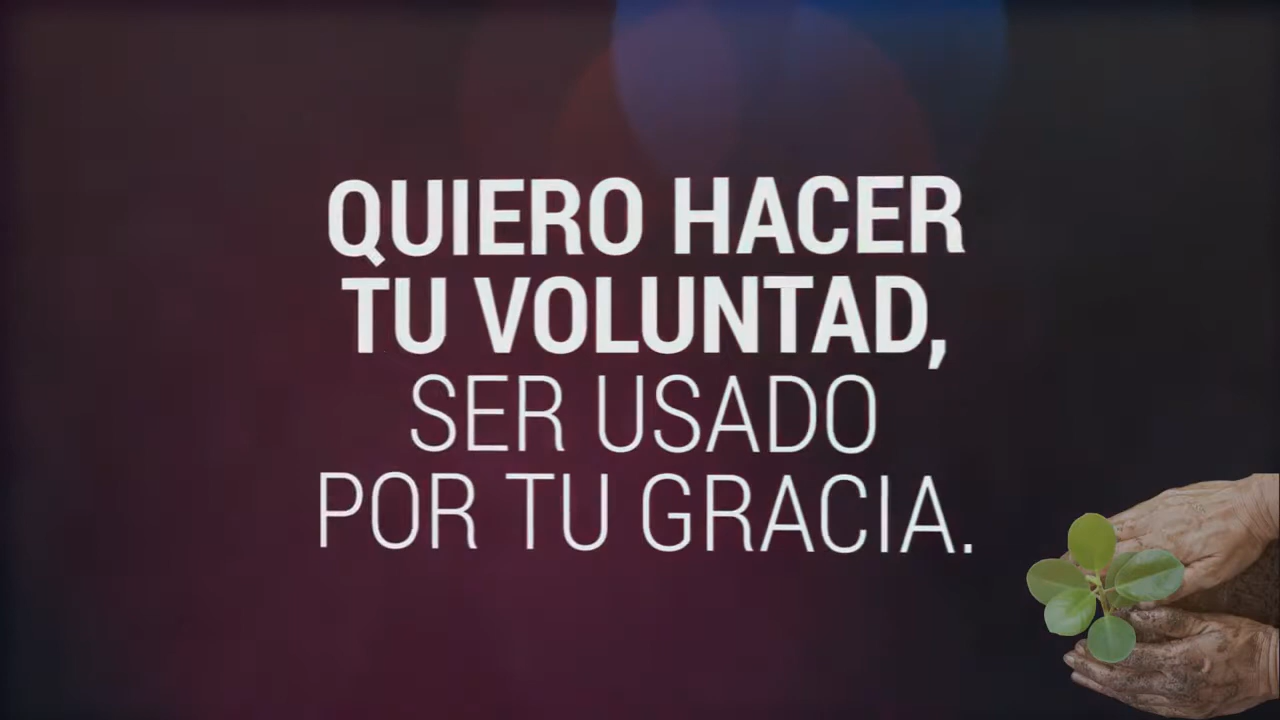 QUIERO HACER
TU VOLUNTAD,
SER USADO
POR TU GRACIA.